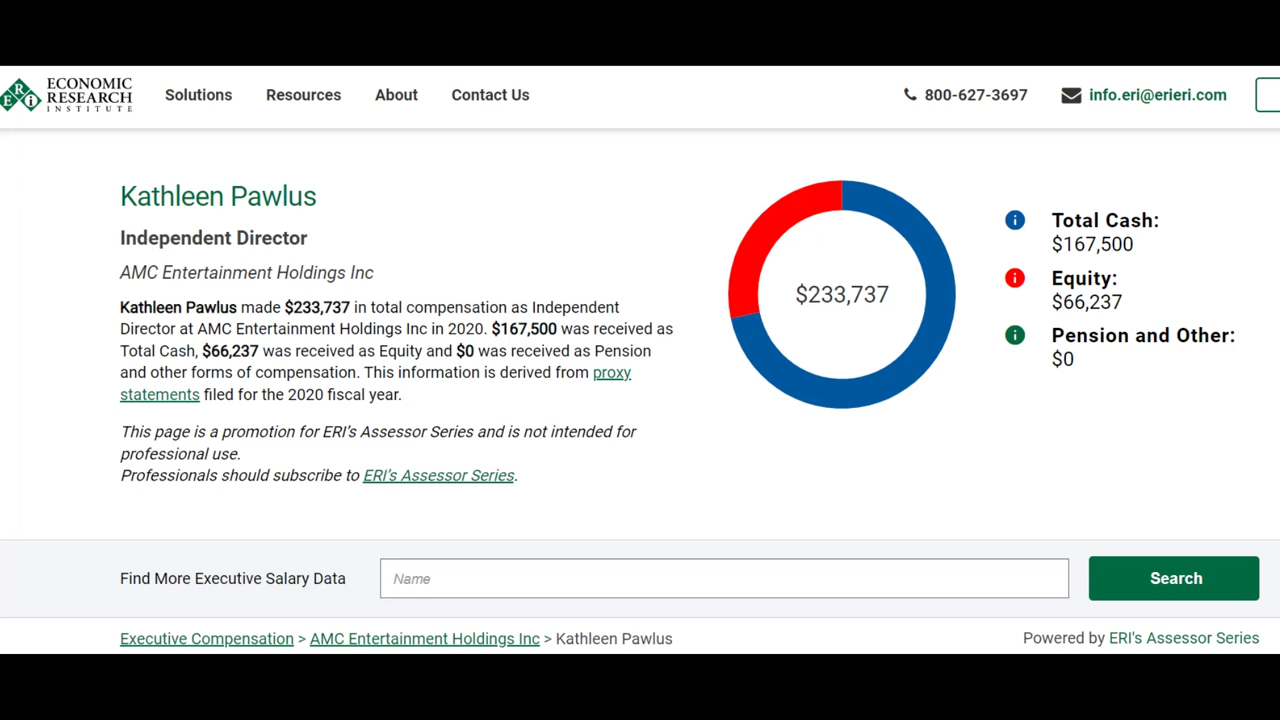 ECONOMIC
RESEARCH
INSTITUTE
ERI
Solutions
Resources
About
Contact Us
800-627-3697
info.eri@erieri.com
Kathleen Pawlus
Independent Director
AMC Entertainment Holdings Inc
Kathleen Pawlus made $233,737 in total compensation as Independent
Director at AMC Entertainment Holdings Inc in 2020. $167,500 was received as
Total Cash, $66,237 was received as Equity and $0 was received as Pension
and other forms of compensation. This information is derived from proxy
statements filed for the 2020 fiscal year.
This page is a promotion for ERI's Assessor Series and is not intended for
professional use.
Professionals should subscribe to ERI's Assessor Series.
$233,737
Total Cash:
$167,500
Equity:
$66,237
Pension and Other:
$0
Find More Executive Salary Data
Name
Search
Executive Compensation > AMC Entertainment Holdings Inc > Kathleen Pawlus
Powered by ERI's Assessor Series